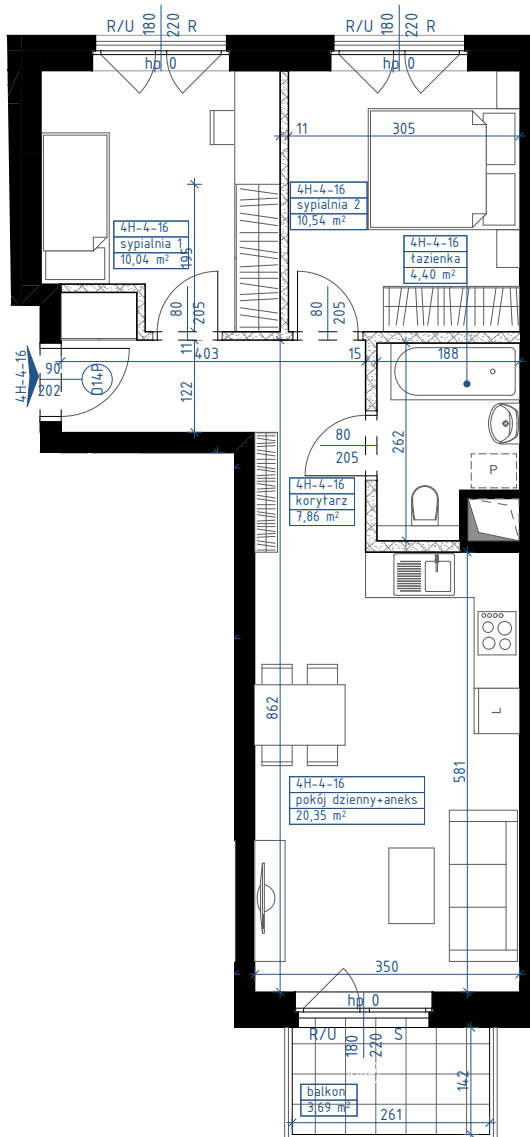 R/U 180 220 R
R/U 180 220 R
hp 0
hp 0
11
305
4H-4-16
sypialnia 1
10,04 m²
4H-4-16
sypialnia 2
10,54 m²
4H-4-16
łazienka
4,40 m²
195
80
205
80
205
403
11
15
188
4H-4-16
90
202
D14P
122
80
205
262
P
4H-4-16
korytarz
7,86 m²
862
L
581
4H-4-16
pokój dzienny+aneks
20,35 m²
350
hp 0
R/U 180 220 S
balkon
3,69 m²
142
261